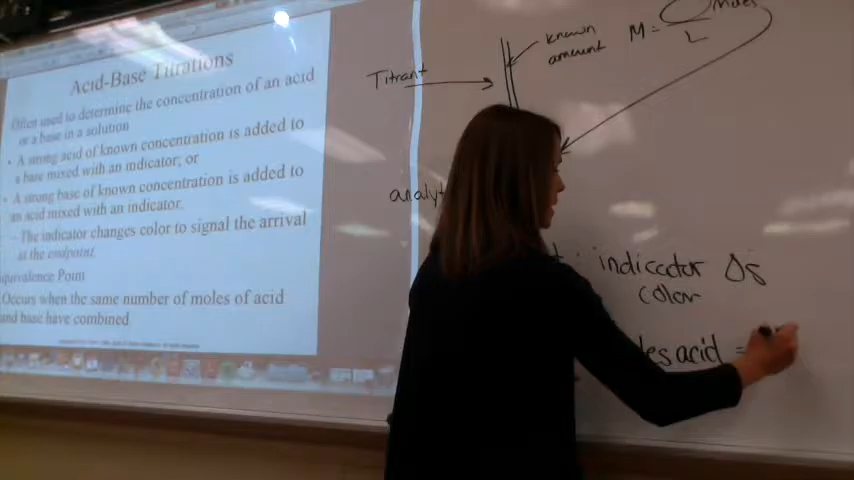 Acid-Base Titrations
Often used to determine the concentration of an acid
or a base in a solution
• A strong acid of known concentration is added to
a base mixed with an indicator; or
• A strong base of known concentration is added to
an acid mixed with an indicator.
– The indicator changes color to signal the arrival
at the endpoint.
quivalence Point
Occurs when the same number of moles of acid
and base have combined
Titrant
known
amount
M = moles
L
analyt
t : indicator Δs
color
les acid =